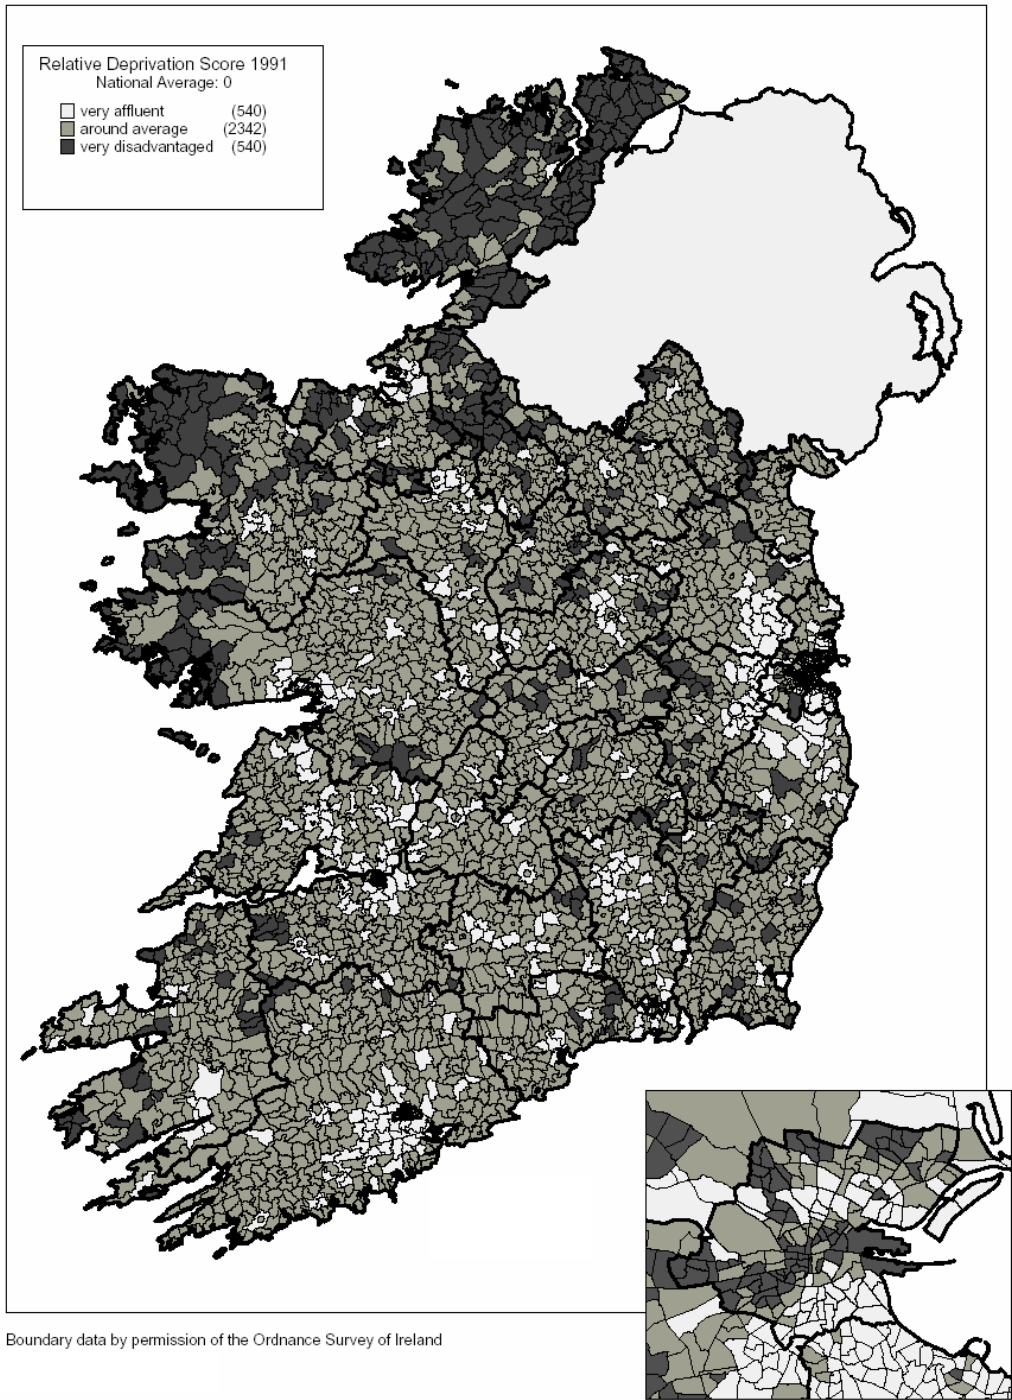 Relative Deprivation Score 1991
National Average: 0
very affluent (540)
around average (2342)
very disadvantaged (540)
Boundary data by permission of the Ordnance Survey of Ireland